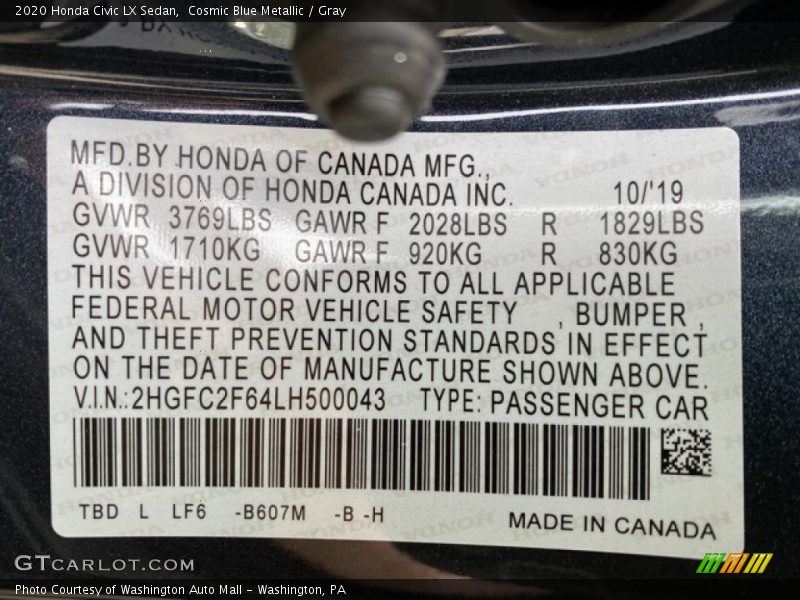 2020 Honda Civic LX Sedan,  Cosmic Blue Metallic / Gray
MFD.BY HONDA OF CANADA MFG.,
A DIVISION OF HONDA CANADA INC. 10/'19
GVWR 3769LBS GAWR F 2028LBS R 1829LBS
GVWR 1710KG GAWR F 920KG R 830KG
THIS VEHICLE CONFORMS TO ALL APPLICABLE
FEDERAL MOTOR VEHICLE SAFETY , BUMPER ,
AND THEFT PREVENTION STANDARDS IN EFFECT
ON THE DATE OF MANUFACTURE SHOWN ABOVE.
V.I.N.:2HGFC2F64LH500043 TYPE: PASSENGER CAR
TBD L LF6 -B607M -B -H
MADE IN CANADA
GTCARLOT.COM
Photo Courtesy of Washington Auto Mall - Washington, PA